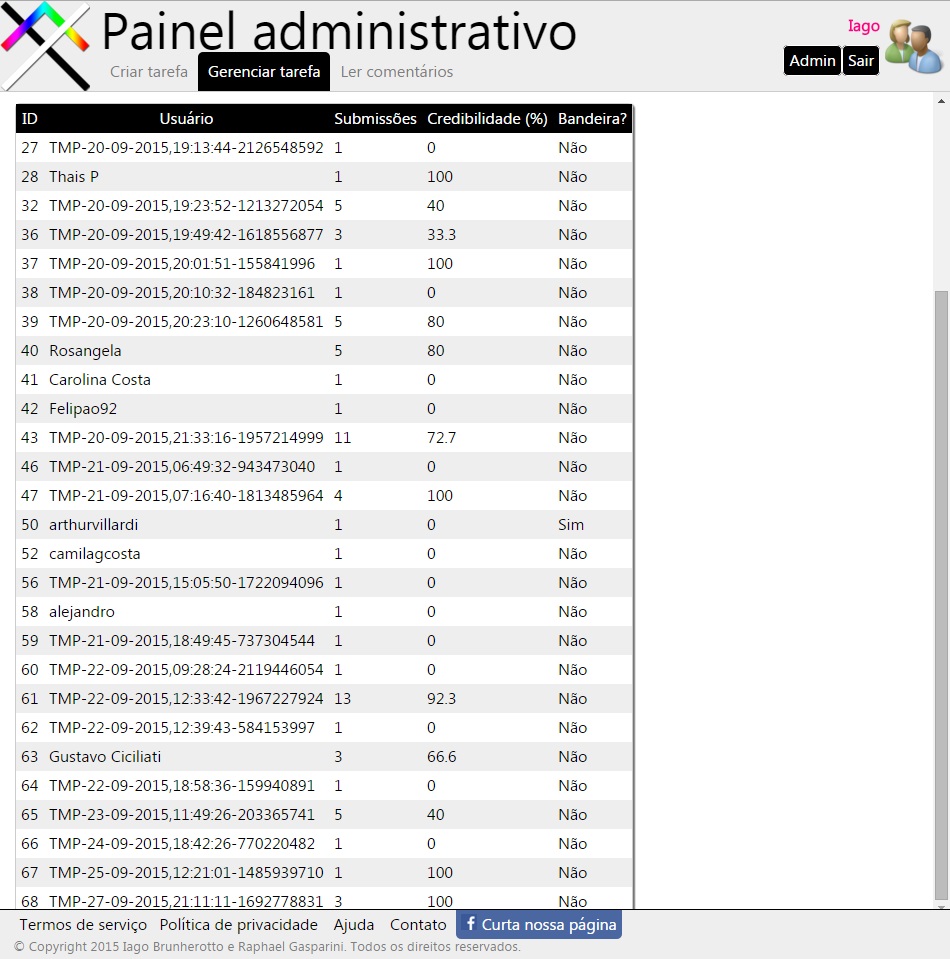 Painel administrativo
Iago
Criar tarefa Gerenciar tarefa Ler comentários Admin Sair
ID Usuário Submissões Credibilidade (%) Bandeira?
27 TMP-20-09-2015,19:13:44-2126548592 1 0 Não
28 Thais P 1 100 Não
32 TMP-20-09-2015,19:23:52-1213272054 5 40 Não
36 TMP-20-09-2015,19:49:42-1618556877 3 33.3 Não
37 TMP-20-09-2015,20:01:51-155841996 1 100 Não
38 TMP-20-09-2015,20:10:32-184823161 1 0 Não
39 TMP-20-09-2015,20:23:10-1260648581 5 80 Não
40 Rosangela 5 80 Não
41 Carolina Costa 1 0 Não
42 Felipao92 1 0 Não
43 TMP-20-09-2015,21:33:16-1957214999 11 72.7 Não
46 TMP-21-09-2015,06:49:32-943473040 1 0 Não
47 TMP-21-09-2015,07:16:40-1813485964 4 100 Não
50 arthurvillardi 1 0 Sim
52 camilagcosta 1 0 Não
56 TMP-21-09-2015,15:05:50-1722094096 1 0 Não
58 alejandro 1 0 Não
59 TMP-21-09-2015,18:49:45-737304544 1 0 Não
60 TMP-22-09-2015,09:28:24-2119446054 1 0 Não
61 TMP-22-09-2015,12:33:42-1967227924 13 92.3 Não
62 TMP-22-09-2015,12:39:43-584153997 1 0 Não
63 Gustavo Ciciliati 3 66.6 Não
64 TMP-22-09-2015,18:58:36-159940891 1 0 Não
65 TMP-23-09-2015,11:49:26-203365741 5 40 Não
66 TMP-24-09-2015,18:42:26-770220482 1 0 Não
67 TMP-25-09-2015,12:21:01-1485939710 1 100 Não
68 TMP-27-09-2015,21:11:11-1692778831 3 100 Não
Termos de serviço Política de privacidade Ajuda Contato f Curta nossa página
© Copyright 2015 Iago Brunherotto e Raphael Gasparini. Todos os direitos reservados.